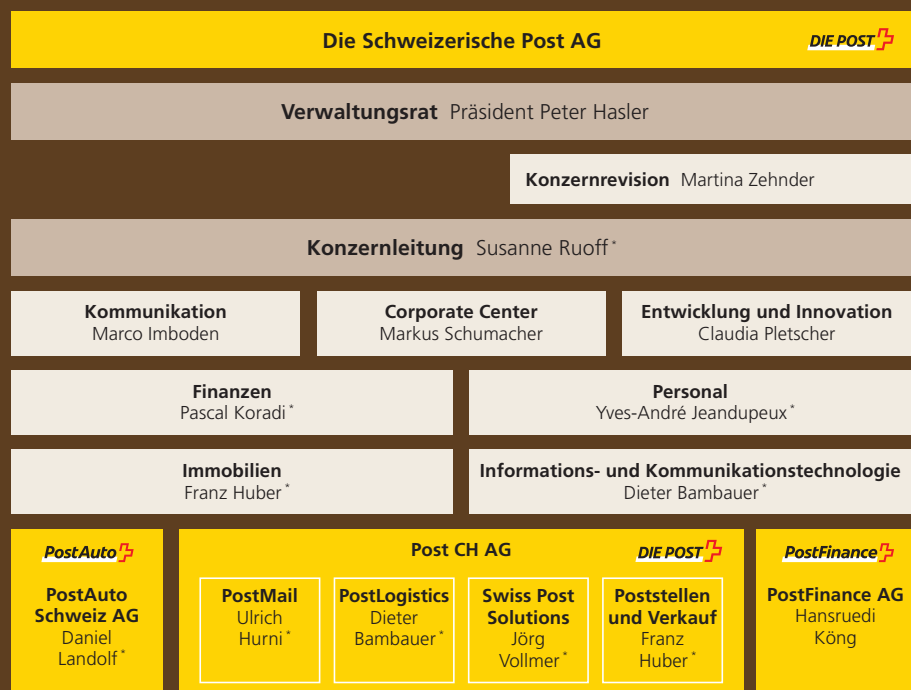 Die Schweizerische Post AG
DIE POST
Verwaltungsrat Präsident Peter Hasler
Konzernrevision Martina Zehnder
Konzernleitung Susanne Ruoff*
Kommunikation
Marco Imboden
Corporate Center
Markus Schumacher
Entwicklung und Innovation
Claudia Pletscher
Finanzen
Pascal Koradi*
Personal
Yves-André Jeandupeux*
Immobilien
Franz Huber*
Informations- und Kommunikationstechnologie
Dieter Bambauer*
PostAuto
PostAuto
Schweiz AG
Daniel
Landolf*
Post CH AG
DIE POST
PostMail
Ulrich
Hurni*
PostLogistics
Dieter
Bambauer*
Swiss Post
Solutions
Jörg
Vollmer*
Poststellen
und Verkauf
Franz
Huber*
PostFinance
PostFinance AG
Hansruedi
Köng